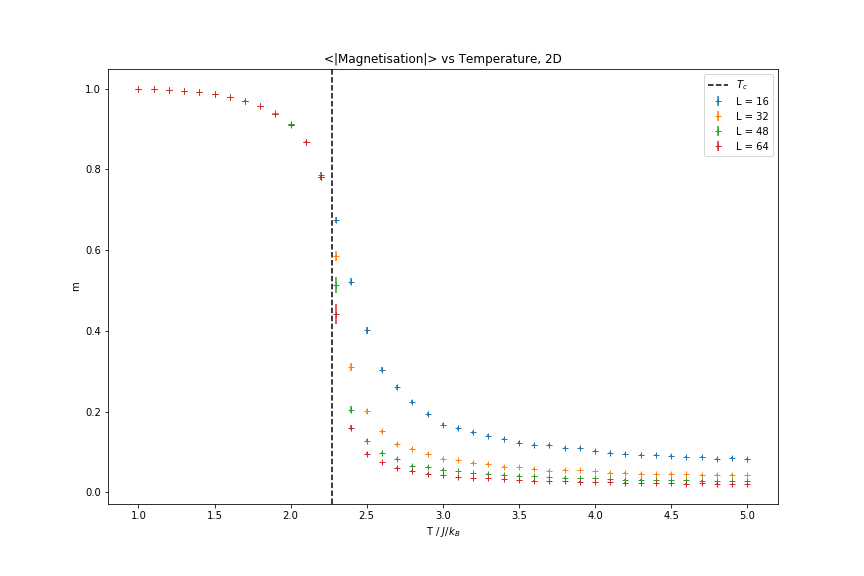 <|Magnetisation|> vs Temperature, 2D
T_c
L = 16
L = 32
L = 48
L = 64
m
1.0
0.8
0.6
0.4
0.2
0.0
1.0 1.5 2.0 2.5 3.0 3.5 4.0 4.5 5.0
T / J/k_B